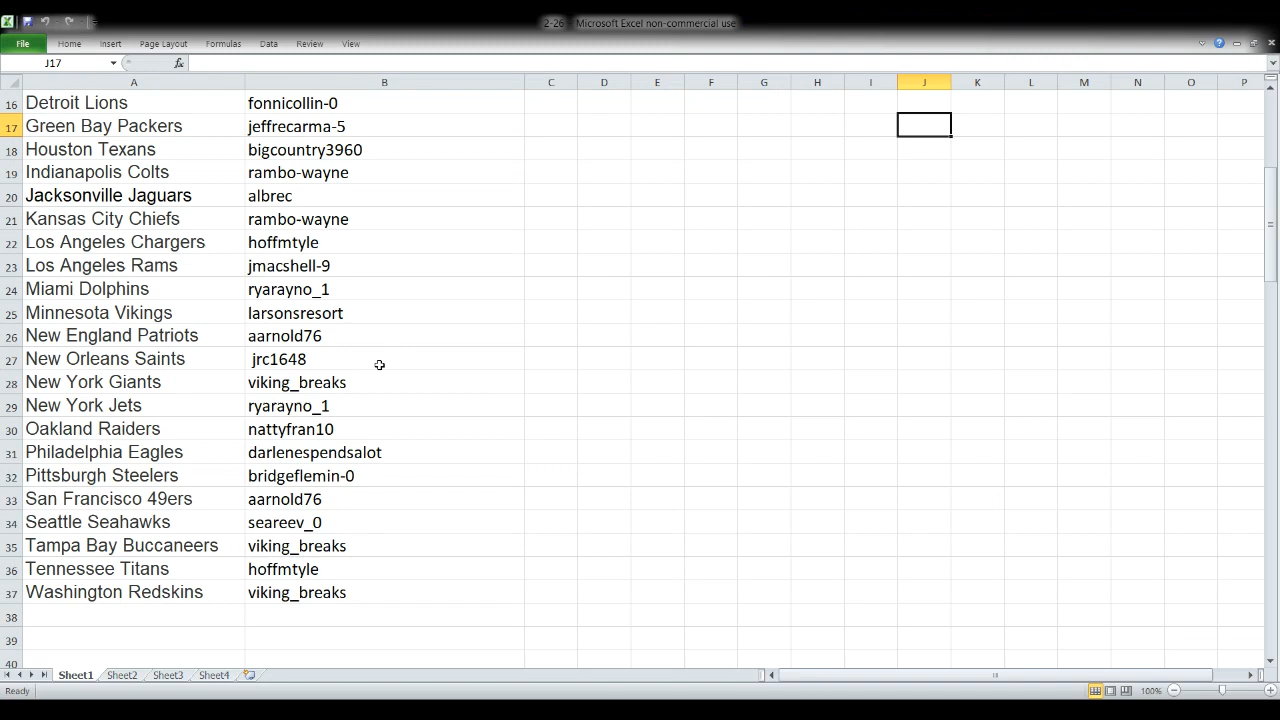 2-26 - Microsoft Excel non-commercial use
File Home Insert Page Layout Formulas Data Review View
J17 fx
A B C D E F G H I J K L M N O P
16 Detroit Lions fonnicollin-0
17 Green Bay Packers jeffrecarma-5
18 Houston Texans bigcountry3960
19 Indianapolis Colts rambo-wayne
20 Jacksonville Jaguars albrec
21 Kansas City Chiefs rambo-wayne
22 Los Angeles Chargers hoffmtyle
23 Los Angeles Rams jmacshell-9
24 Miami Dolphins ryarayno_1
25 Minnesota Vikings larsonsresort
26 New England Patriots aarnold76
27 New Orleans Saints jrc1648
28 New York Giants viking_breaks
29 New York Jets ryarayno_1
30 Oakland Raiders nattyfran10
31 Philadelphia Eagles darlenespendsalot
32 Pittsburgh Steelers bridgeflemin-0
33 San Francisco 49ers aarnold76
34 Seattle Seahawks seareev_0
35 Tampa Bay Buccaneers viking_breaks
36 Tennessee Titans hoffmtyle
37 Washington Redskins viking_breaks
38
39
40
Sheet1 Sheet2 Sheet3 Sheet4
Ready 100%